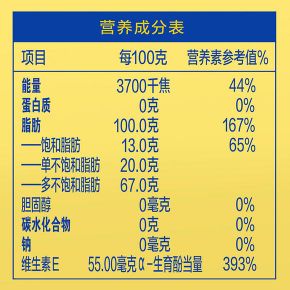 营养成分表
项目 每100克 营养素参考值%
能量 3700千焦 44%
蛋白质 0克 0%
脂肪 100.0克 167%
——饱和脂肪 13.0克 65%
——单不饱和脂肪 20.0克
——多不饱和脂肪 67.0克
胆固醇 0毫克 0%
碳水化合物 0克 0%
钠 0毫克 0%
维生素E 55.00毫克α-生育酚当量 393%